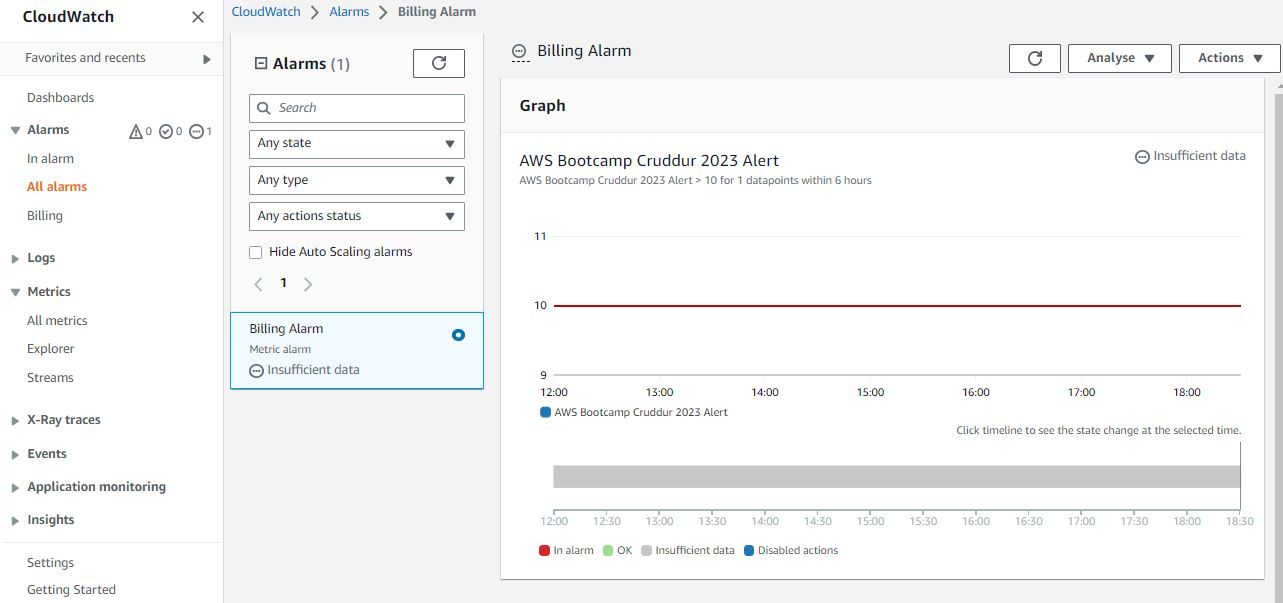 CloudWatch
Favorites and recents
Dashboards
Alarms 0 0 1
In alarm
All alarms
Billing
Logs
Metrics
All metrics
Explorer
Streams
X-Ray traces
Events
Application monitoring
Insights
Settings
Getting Started
CloudWatch Alarms Billing Alarm
Alarms (1)
Search
Any state
Any type
Any actions status
Hide Auto Scaling alarms
1
Billing Alarm
Metric alarm
Insufficient data
Billing Alarm
Analyse Actions
Graph
AWS Bootcamp Cruddur 2023 Alert
Insufficient data
AWS Bootcamp Cruddur 2023 Alert > 10 for 1 datapoints within 6 hours
11
10
9
12:00 13:00 14:00 15:00 16:00 17:00 18:00
AWS Bootcamp Cruddur 2023 Alert
Click timeline to see the state change at the selected time.
12:00 12:30 13:00 13:30 14:00 14:30 15:00 15:30 16:00 16:30 17:00 17:30 18:00 18:30
In alarm OK Insufficient data Disabled actions